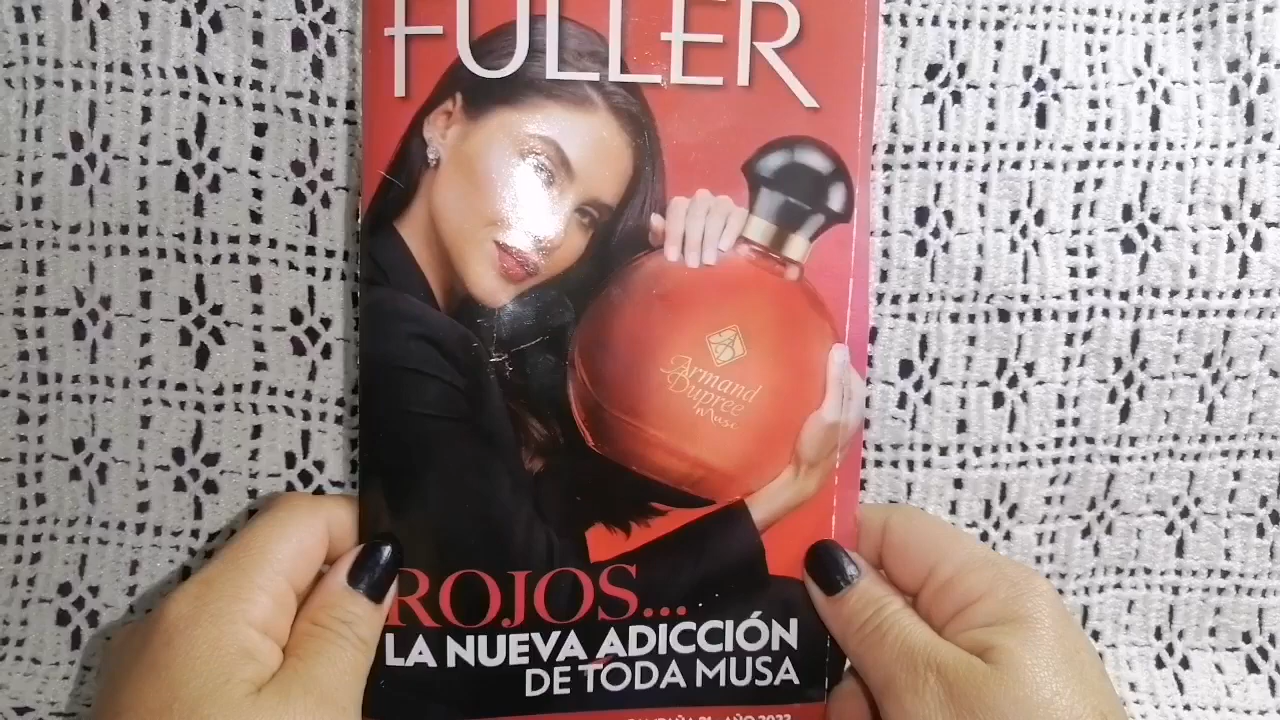 FULLER
Armand
Dupree
Musa
ROJOS...
LA NUEVA ADICCIÓN
DE TODA MUSA